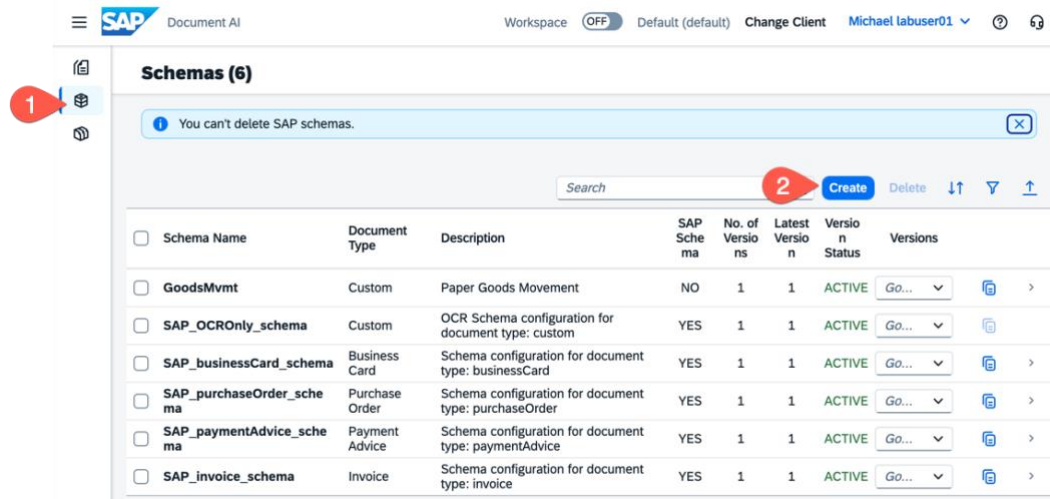 SAP Document AI Workspace OFF Default (default) Change Client Michael labuser01
Schemas (6)
1
You can't delete SAP schemas.
Search 2 Create Delete
Schema Name Document Type Description SAP Sche ma No. of Versio ns Latest Versio n Versio n Status Versions
GoodsMvmt Custom Paper Goods Movement NO 1 1 ACTIVE Go...
SAP_OCROnly_schema Custom OCR Schema configuration for document type: custom YES 1 1 ACTIVE Go...
SAP_businessCard_schema Business Card Schema configuration for document type: businessCard YES 1 1 ACTIVE Go...
SAP_purchaseOrder_sche ma Purchase Order Schema configuration for document type: purchaseOrder YES 1 1 ACTIVE Go...
SAP_paymentAdvice_sche ma Payment Advice Schema configuration for document type: paymentAdvice YES 1 1 ACTIVE Go...
SAP_invoice_schema Invoice Schema configuration for document type: invoice YES 1 1 ACTIVE Go...